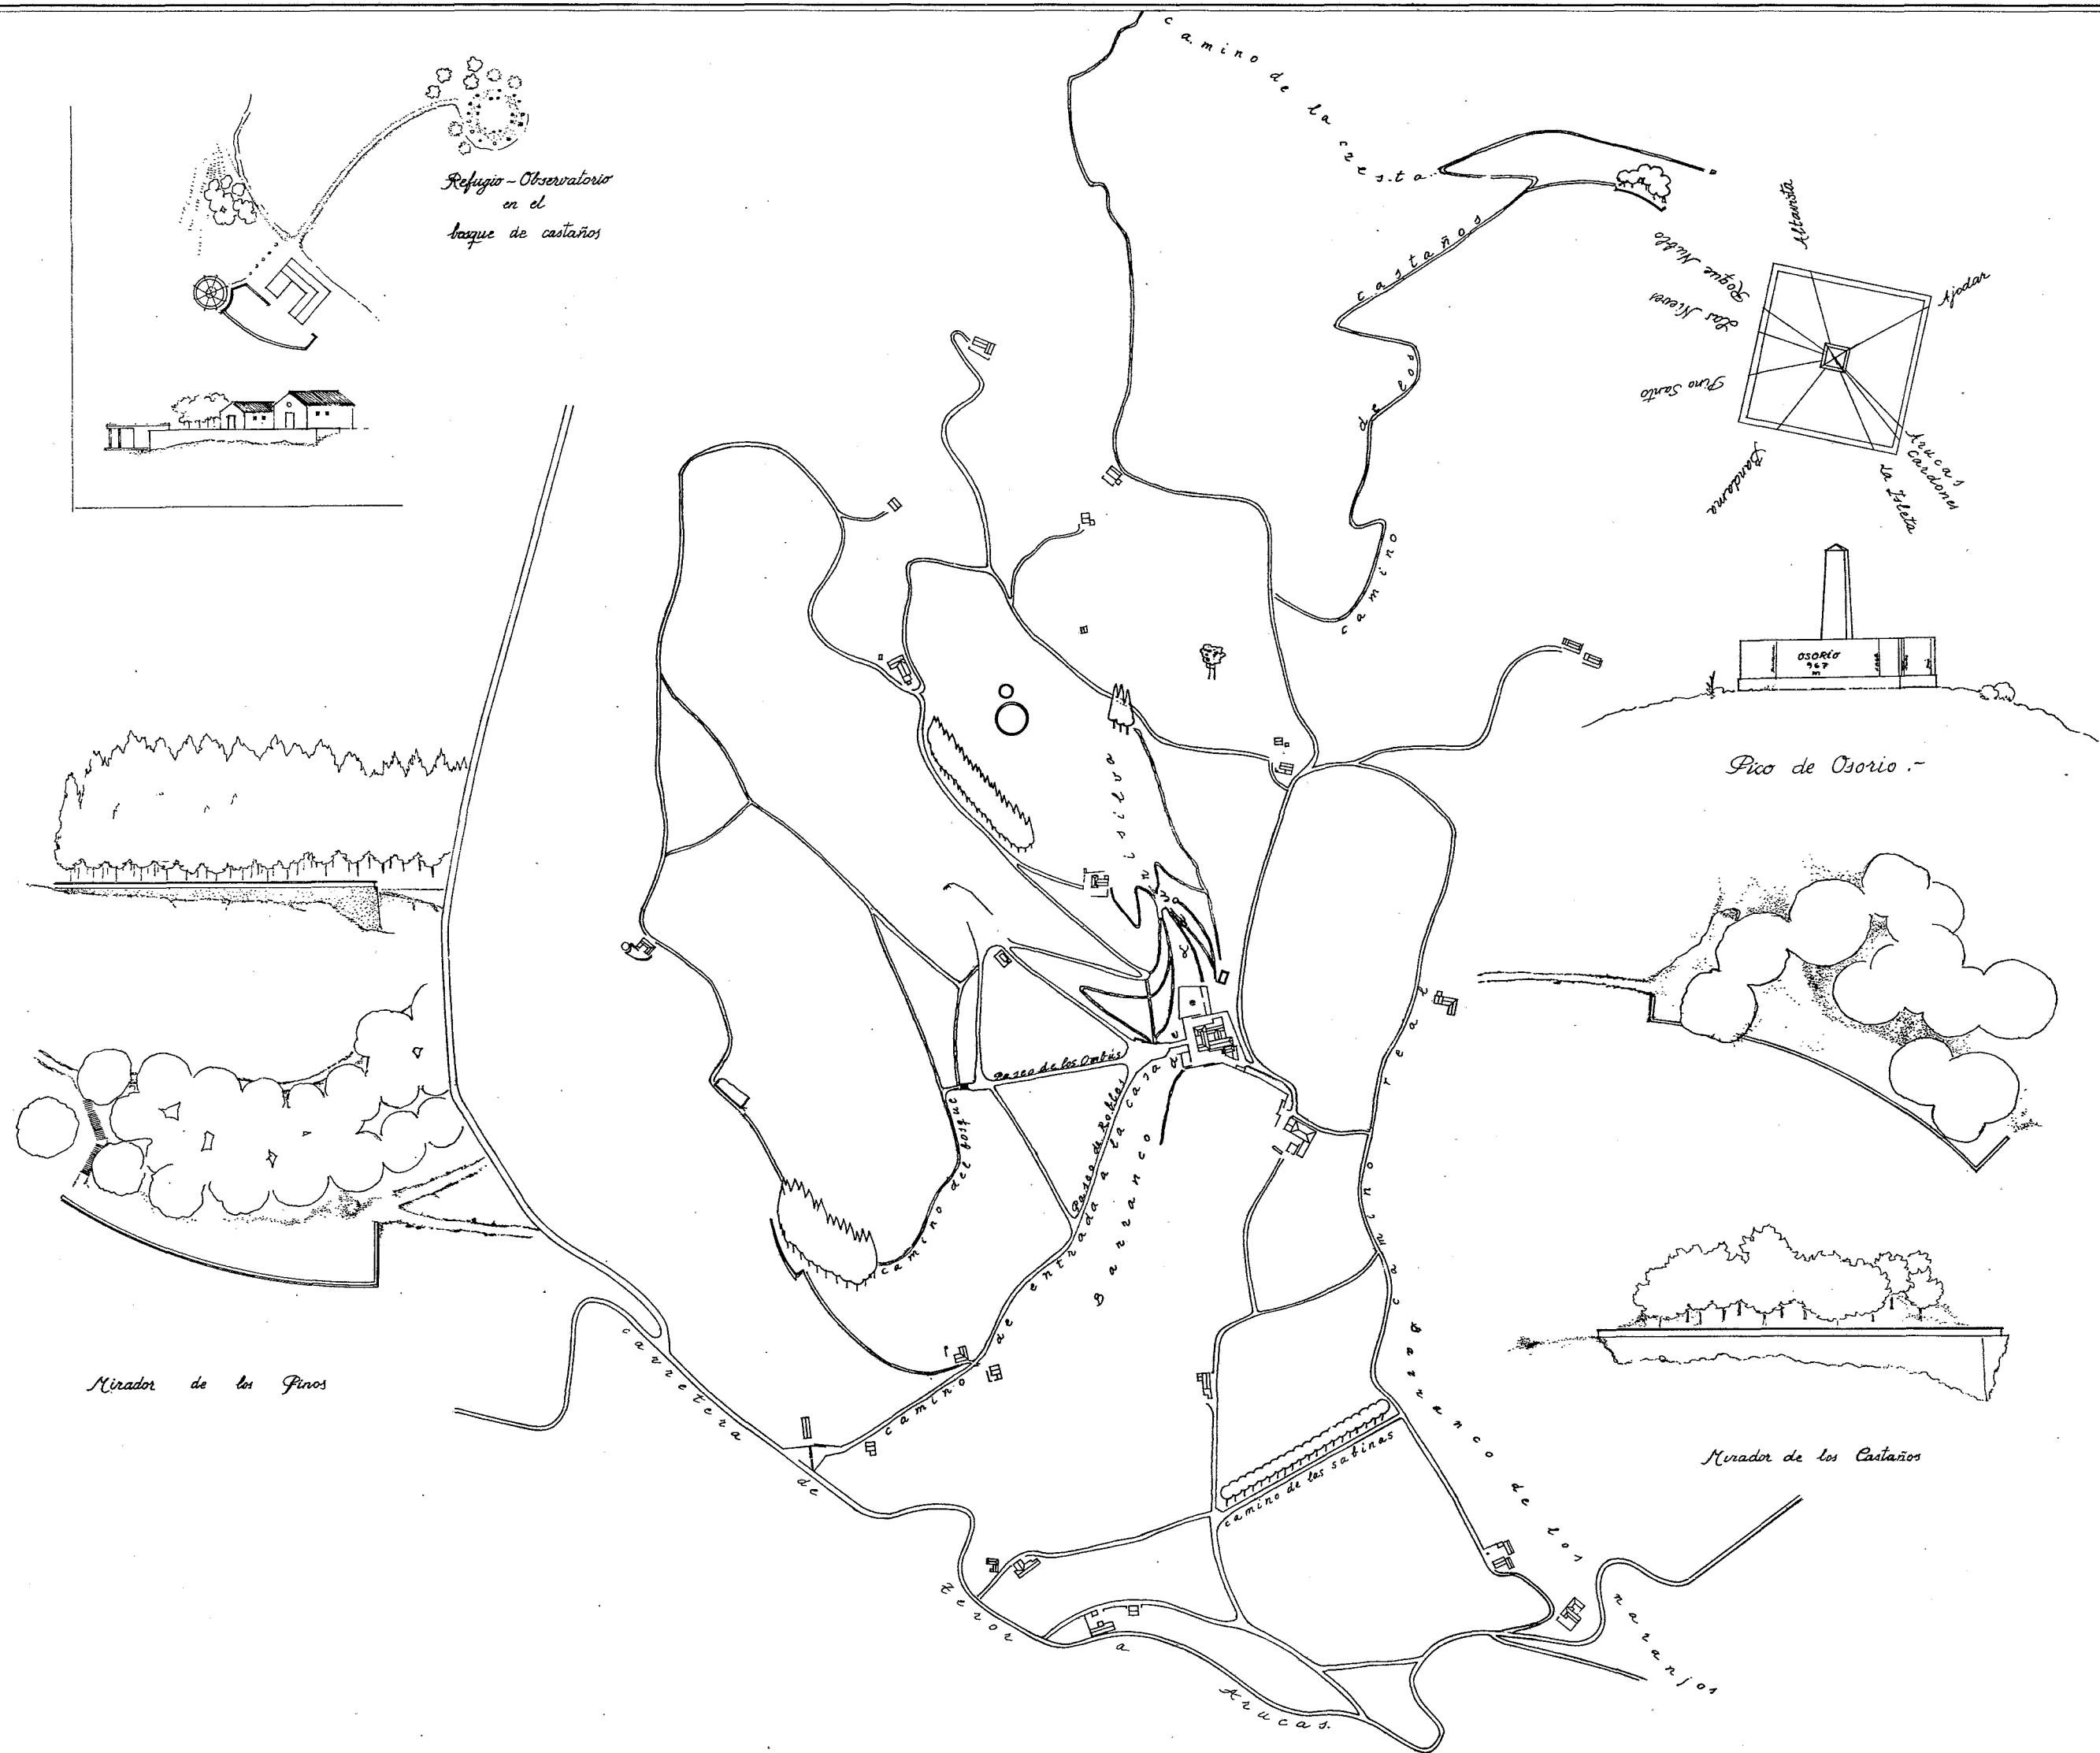 camino de la cresta
Refugio-Observatorio
en el
bosque de castaños
camino de los castaños
Altavista
Roque Nublo
Las Nieves
Pino Santo
Bandama
Ajodar
Arucas
Cardones
La Isleta
OSORIO
967
m
Pico de Osorio.-
camino real
Paseo de los Ombús
Paseo de Robles
camino de entrada a la casa
Barranco
camino del bosque
Mirador de los Pinos
carretera de Teror a Arucas.
camino de las sabinas
Barranco de los naranjos
Mirador de los Castaños